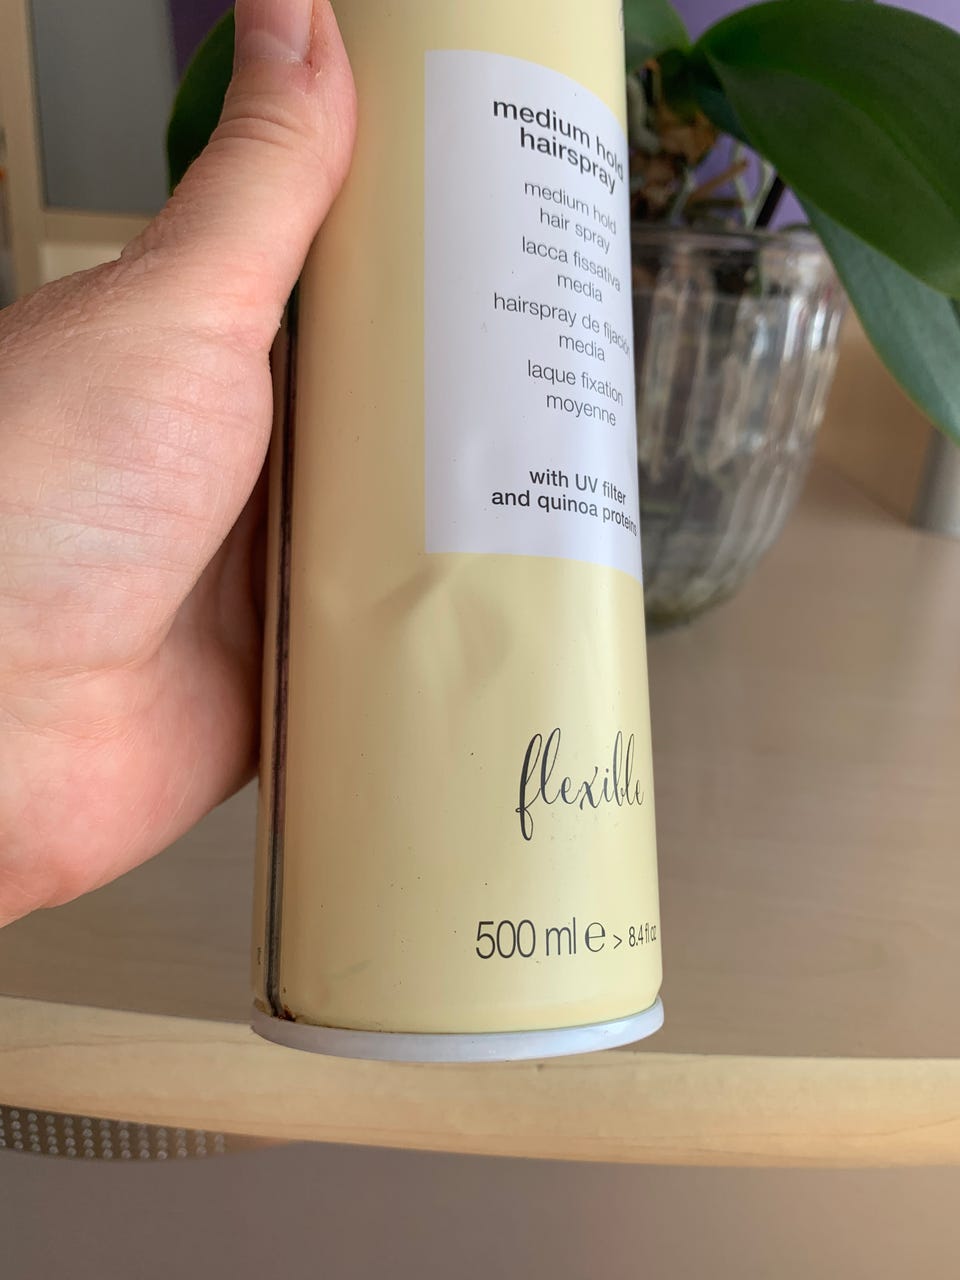 medium hold
hairspray
medium hold
hair spray
lacca fissativa
media
hairspray de fijación
media
laque fixation
moyenne
with UV filter
and quinoa proteins
flexible
500 ml ℮ > 8.4 fl oz